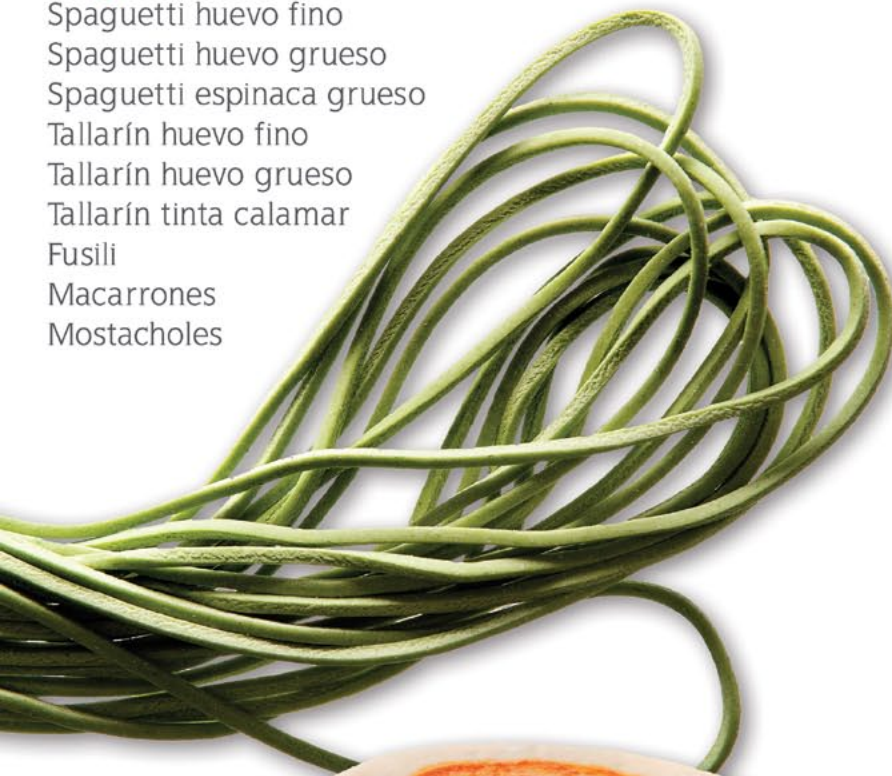 Spaguetti huevo fino
Spaguetti huevo grueso
Spaguetti espinaca grueso
Tallarín huevo fino
Tallarín huevo grueso
Tallarín tinta calamar
Fusili
Macarrones
Mostacholes